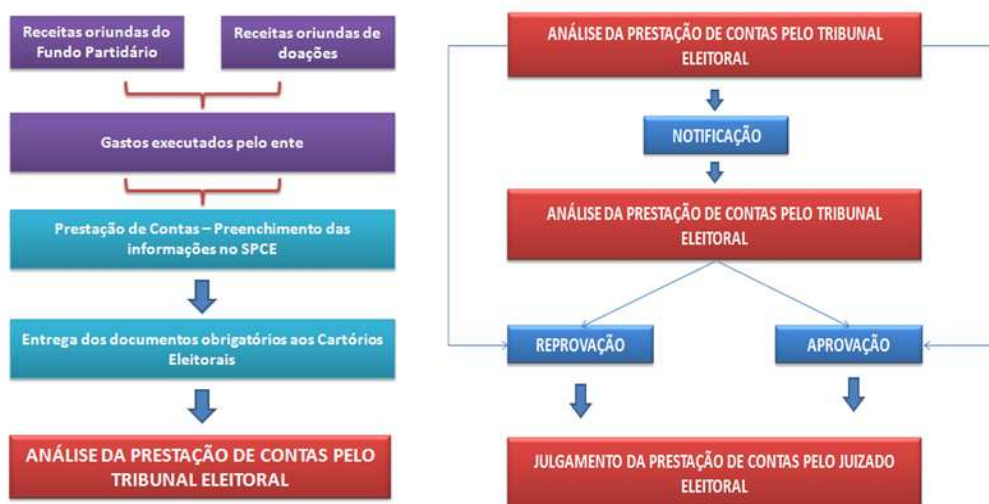 Receitas oriundas do
Fundo Partidário
Receitas oriundas de
doações
Gastos executados pelo ente
Prestação de Contas – Preenchimento das
informações no SPCE
Entrega dos documentos obrigatórios aos Cartórios
Eleitorais
ANÁLISE DA PRESTAÇÃO DE CONTAS PELO
TRIBUNAL ELEITORAL
ANÁLISE DA PRESTAÇÃO DE CONTAS PELO TRIBUNAL
ELEITORAL
NOTIFICAÇÃO
ANÁLISE DA PRESTAÇÃO DE CONTAS PELO TRIBUNAL
ELEITORAL
REPROVAÇÃO
APROVAÇÃO
JULGAMENTO DA PRESTAÇÃO DE CONTAS PELO JUIZADO
ELEITORAL